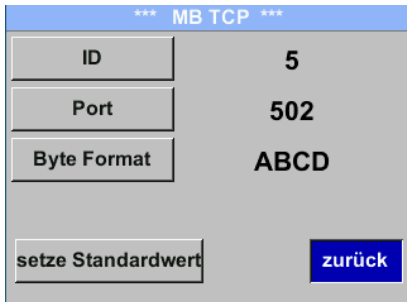 *** MB TCP ***
ID 5
Port 502
Byte Format ABCD
setze Standardwert zurück